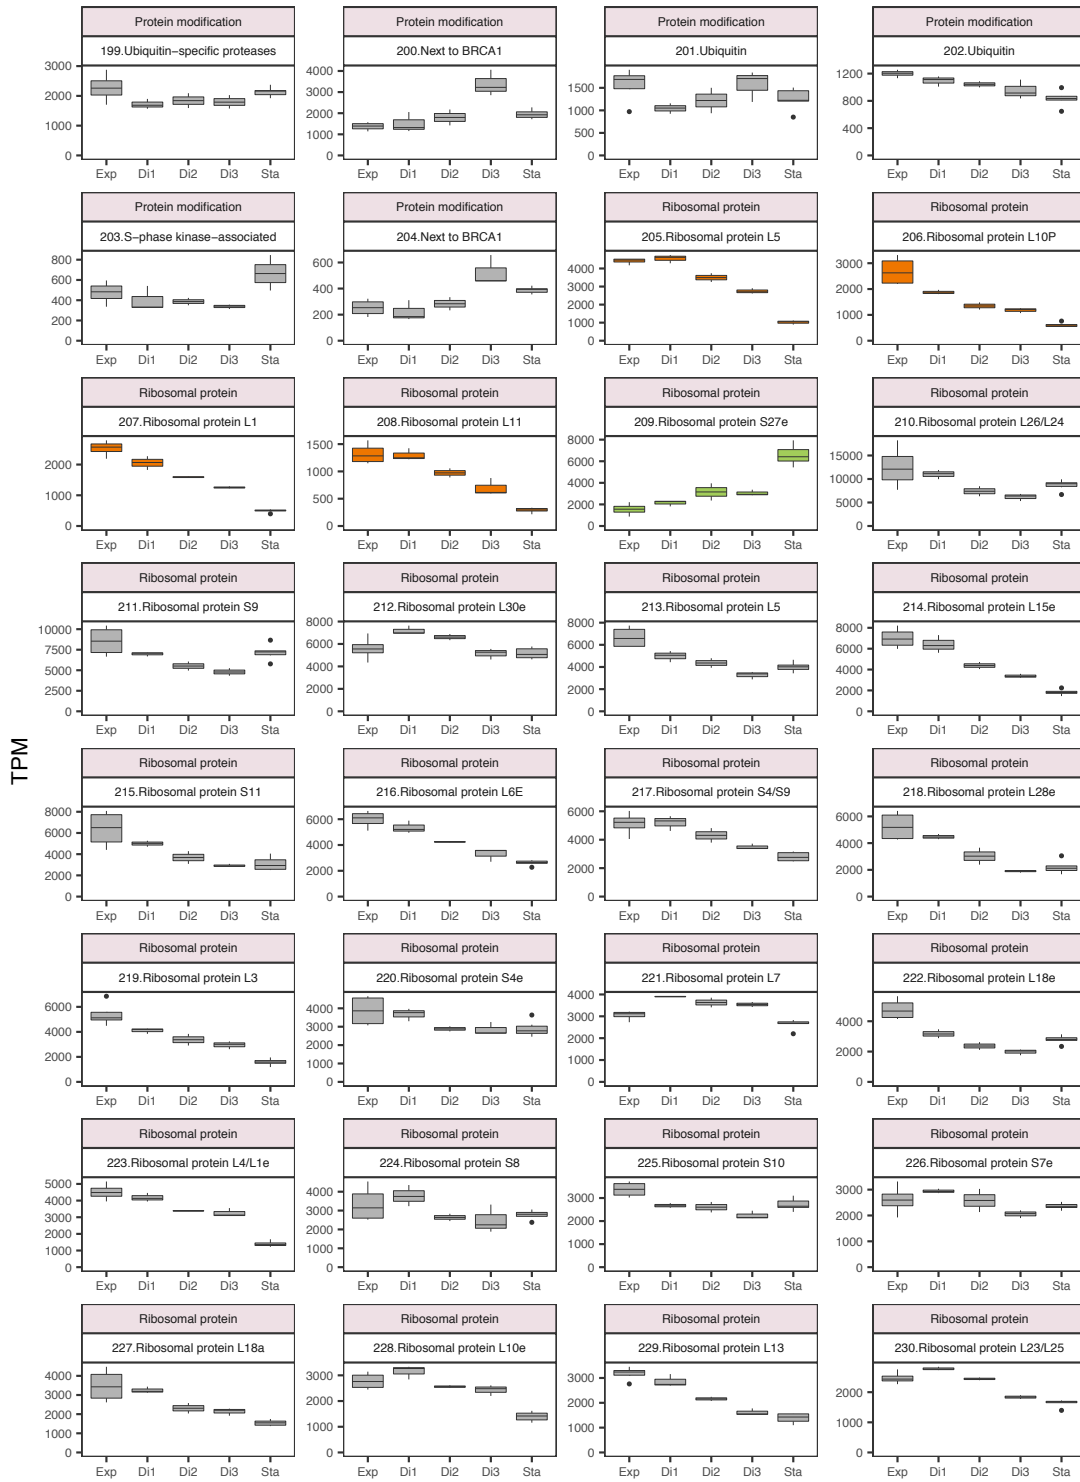 TPM
Protein modification
199.Ubiquitin−specific proteases
3000
2000
1000
0
Exp Di1 Di2 Di3 Sta
Protein modification
200.Next to BRCA1
4000
3000
2000
1000
0
Exp Di1 Di2 Di3 Sta
Protein modification
201.Ubiquitin
1500
1000
500
0
Exp Di1 Di2 Di3 Sta
Protein modification
202.Ubiquitin
1200
800
400
0
Exp Di1 Di2 Di3 Sta
Protein modification
203.S−phase kinase−associated
800
600
400
200
0
Exp Di1 Di2 Di3 Sta
Protein modification
204.Next to BRCA1
600
400
200
0
Exp Di1 Di2 Di3 Sta
Ribosomal protein
205.Ribosomal protein L5
4000
3000
2000
1000
0
Exp Di1 Di2 Di3 Sta
Ribosomal protein
206.Ribosomal protein L10P
3000
2000
1000
0
Exp Di1 Di2 Di3 Sta
Ribosomal protein
207.Ribosomal protein L1
2000
1000
0
Exp Di1 Di2 Di3 Sta
Ribosomal protein
208.Ribosomal protein L11
1500
1000
500
0
Exp Di1 Di2 Di3 Sta
Ribosomal protein
209.Ribosomal protein S27e
8000
6000
4000
2000
0
Exp Di1 Di2 Di3 Sta
Ribosomal protein
210.Ribosomal protein L26/L24
15000
10000
5000
0
Exp Di1 Di2 Di3 Sta
Ribosomal protein
211.Ribosomal protein S9
10000
7500
5000
2500
0
Exp Di1 Di2 Di3 Sta
Ribosomal protein
212.Ribosomal protein L30e
8000
6000
4000
2000
0
Exp Di1 Di2 Di3 Sta
Ribosomal protein
213.Ribosomal protein L5
8000
6000
4000
2000
0
Exp Di1 Di2 Di3 Sta
Ribosomal protein
214.Ribosomal protein L15e
8000
6000
4000
2000
0
Exp Di1 Di2 Di3 Sta
Ribosomal protein
215.Ribosomal protein S11
8000
6000
4000
2000
0
Exp Di1 Di2 Di3 Sta
Ribosomal protein
216.Ribosomal protein L6E
6000
4000
2000
0
Exp Di1 Di2 Di3 Sta
Ribosomal protein
217.Ribosomal protein S4/S9
6000
4000
2000
0
Exp Di1 Di2 Di3 Sta
Ribosomal protein
218.Ribosomal protein L28e
6000
4000
2000
0
Exp Di1 Di2 Di3 Sta
Ribosomal protein
219.Ribosomal protein L3
6000
4000
2000
0
Exp Di1 Di2 Di3 Sta
Ribosomal protein
220.Ribosomal protein S4e
4000
3000
2000
1000
0
Exp Di1 Di2 Di3 Sta
Ribosomal protein
221.Ribosomal protein L7
4000
3000
2000
1000
0
Exp Di1 Di2 Di3 Sta
Ribosomal protein
222.Ribosomal protein L18e
4000
2000
0
Exp Di1 Di2 Di3 Sta
Ribosomal protein
223.Ribosomal protein L4/L1e
5000
4000
3000
2000
1000
0
Exp Di1 Di2 Di3 Sta
Ribosomal protein
224.Ribosomal protein S8
4000
3000
2000
1000
0
Exp Di1 Di2 Di3 Sta
Ribosomal protein
225.Ribosomal protein S10
3000
2000
1000
0
Exp Di1 Di2 Di3 Sta
Ribosomal protein
226.Ribosomal protein S7e
3000
2000
1000
0
Exp Di1 Di2 Di3 Sta
Ribosomal protein
227.Ribosomal protein L18a
4000
3000
2000
1000
0
Exp Di1 Di2 Di3 Sta
Ribosomal protein
228.Ribosomal protein L10e
3000
2000
1000
0
Exp Di1 Di2 Di3 Sta
Ribosomal protein
229.Ribosomal protein L13
3000
2000
1000
0
Exp Di1 Di2 Di3 Sta
Ribosomal protein
230.Ribosomal protein L23/L25
2000
1000
0
Exp Di1 Di2 Di3 Sta